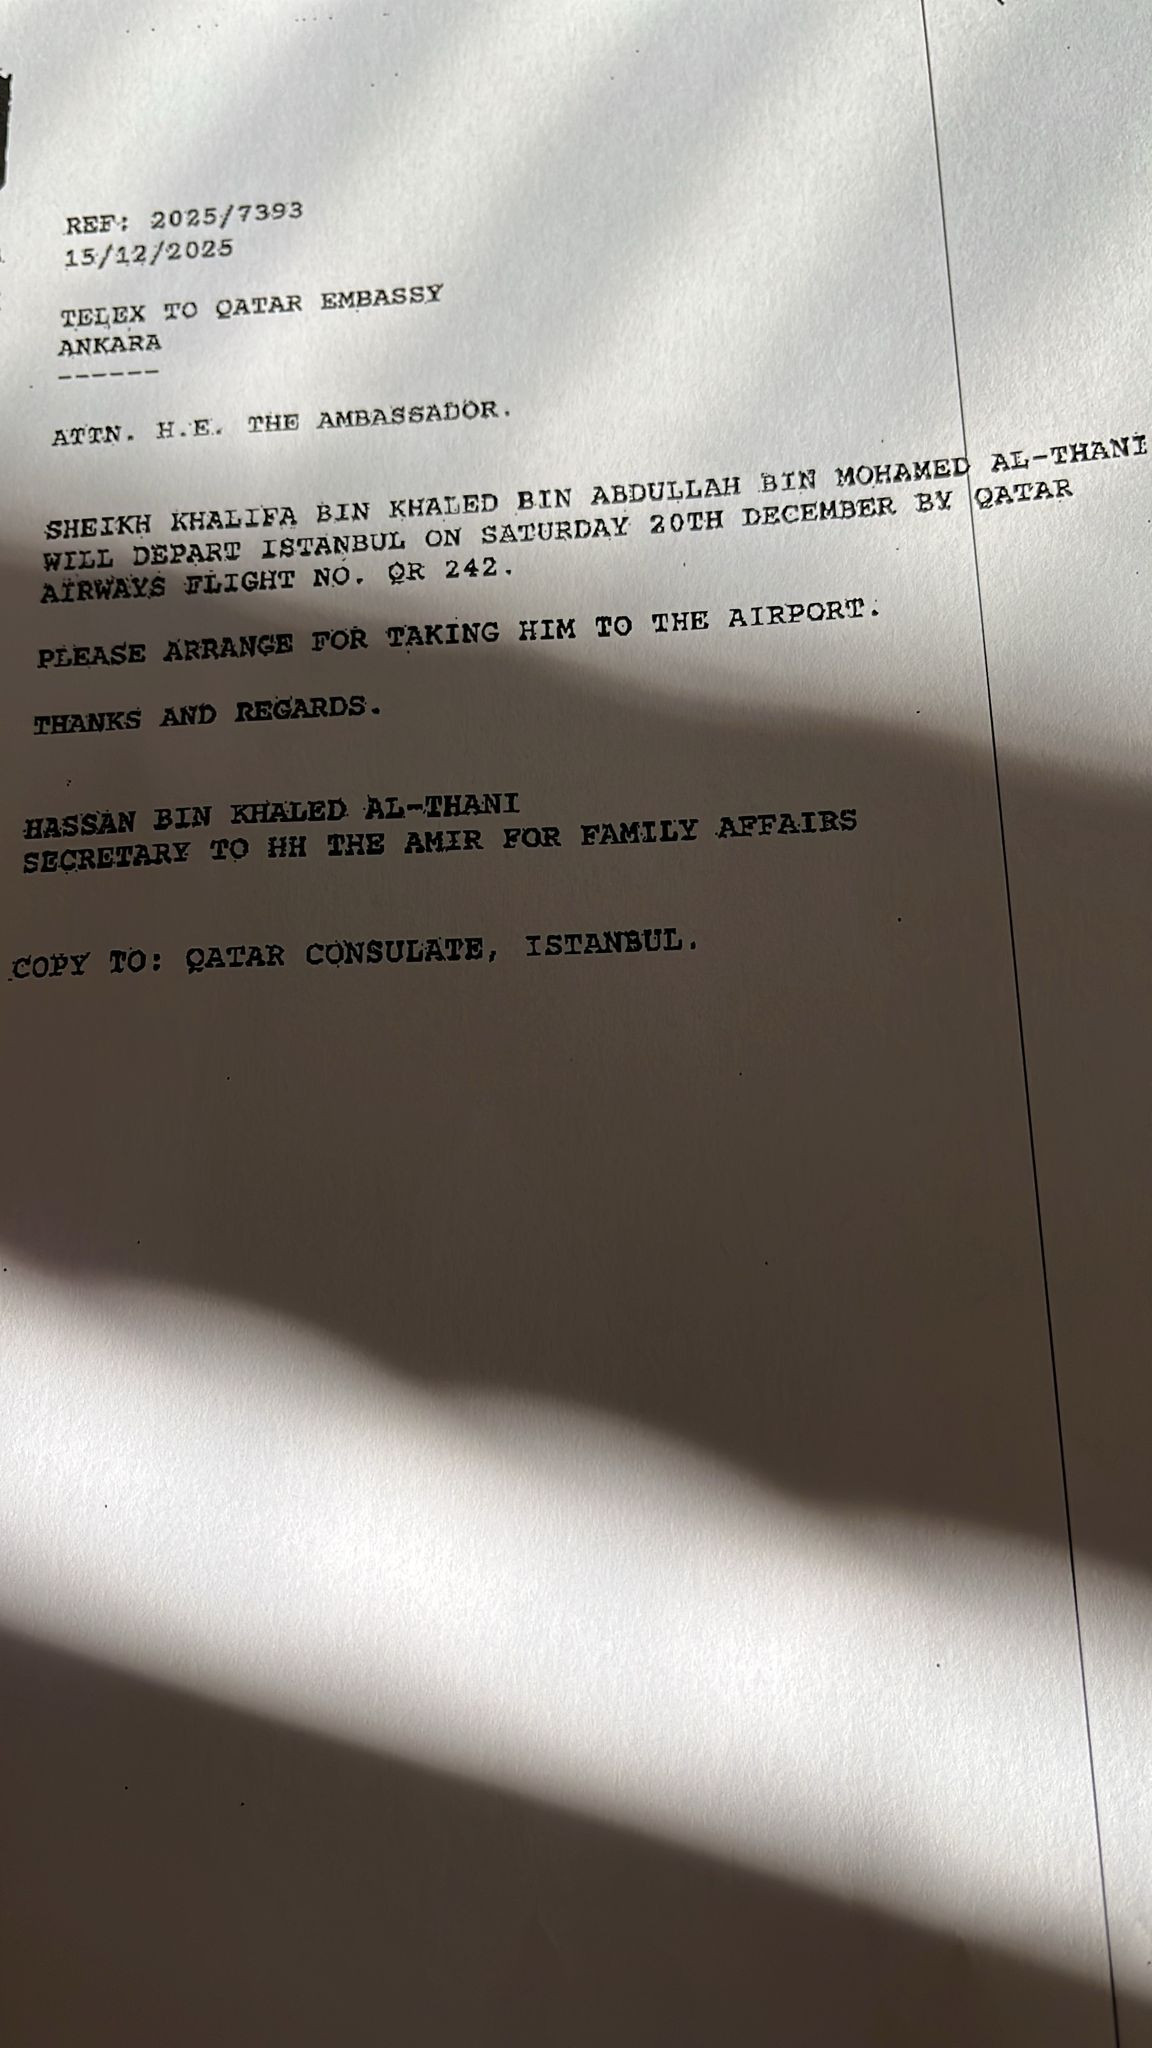 REF: 2025/7393
15/12/2025
TELEX TO QATAR EMBASSY
ANKARA
------
ATTN. H.E. THE AMBASSADOR.
SHEIKH KHALIFA BIN KHALED BIN ABDULLAH BIN MOHAMED AL-THANI
WILL DEPART ISTANBUL ON SATURDAY 20TH DECEMBER BY QATAR
AIRWAYS FLIGHT NO. QR 242.
PLEASE ARRANGE FOR TAKING HIM TO THE AIRPORT.
THANKS AND REGARDS.
HASSAN BIN KHALED AL-THANI
SECRETARY TO HH THE AMIR FOR FAMILY AFFAIRS
COPY TO: QATAR CONSULATE, ISTANBUL.